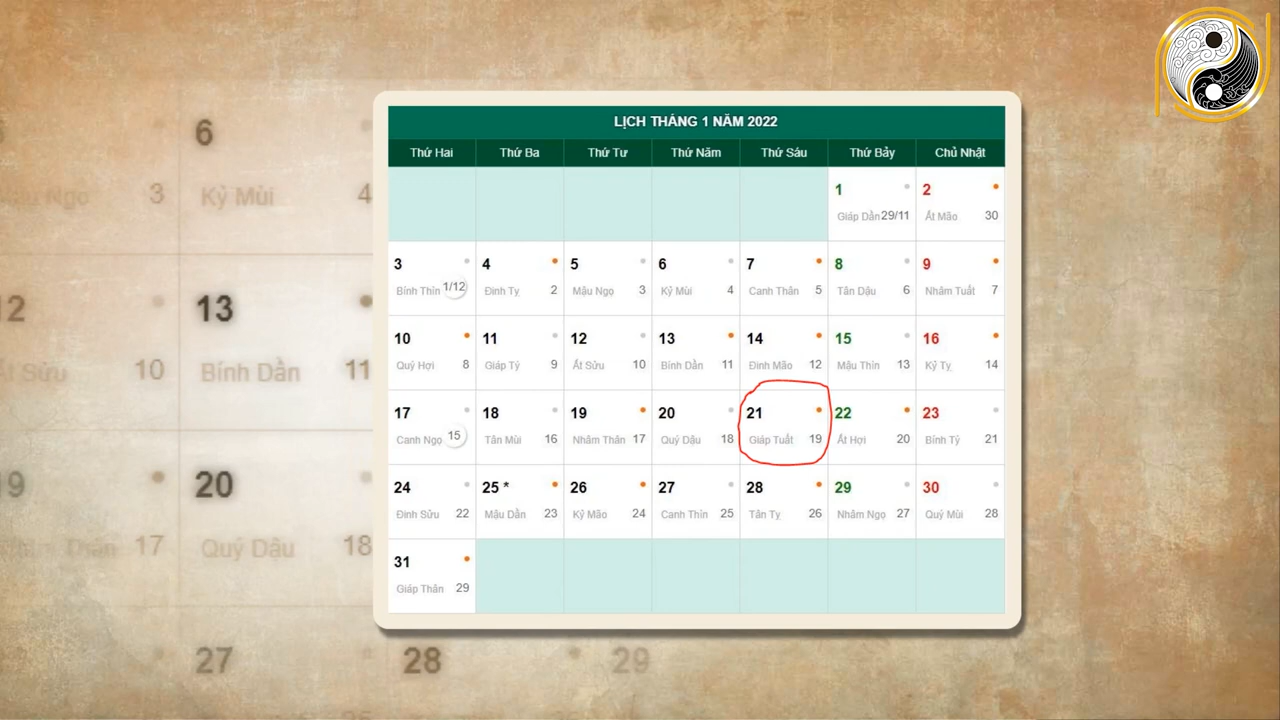 LỊCH THÁNG 1 NĂM 2022
Thứ Hai Thứ Ba Thứ Tư Thứ Năm Thứ Sáu Thứ Bảy Chủ Nhật
1 2
Giáp Dần 29/11 Ất Mão 30
3 4 5 6 7 8 9
Bính Thìn 1/12 Đinh Tỵ 2 Mậu Ngọ 3 Kỷ Mùi 4 Canh Thân 5 Tân Dậu 6 Nhâm Tuất 7
10 11 12 13 14 15 16
Quý Hợi 8 Giáp Tý 9 Ất Sửu 10 Bính Dần 11 Đinh Mão 12 Mậu Thìn 13 Kỷ Tỵ 14
17 18 19 20 21 22 23
Canh Ngọ 15 Tân Mùi 16 Nhâm Thân 17 Quý Dậu 18 Giáp Tuất 19 Ất Hợi 20 Bính Tý 21
24 25 * 26 27 28 29 30
Đinh Sửu 22 Mậu Dần 23 Kỷ Mão 24 Canh Thìn 25 Tân Tỵ 26 Nhâm Ngọ 27 Quý Mùi 28
31
Giáp Thân 29
6
3 Kỷ Mùi 4
12 13
Ất Sửu 10 Bính Dần 11
20
Thân 17 Quý Dậu 18
27 28 29